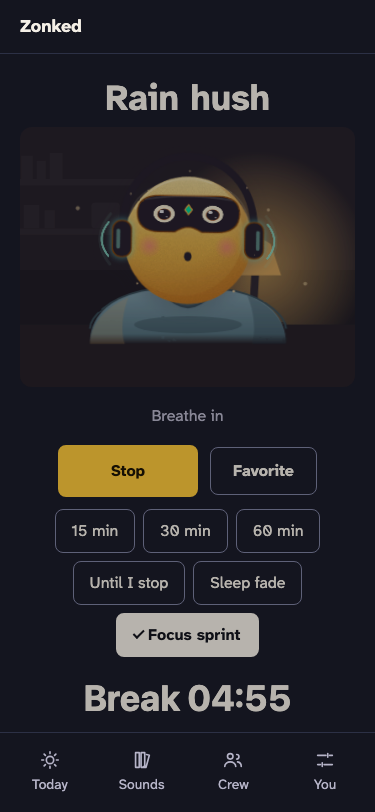 Zonked
Rain hush
Breathe in
Stop Favorite
15 min 30 min 60 min
Until I stop Sleep fade
✓ Focus sprint
Break 04:55
Today Sounds Crew You